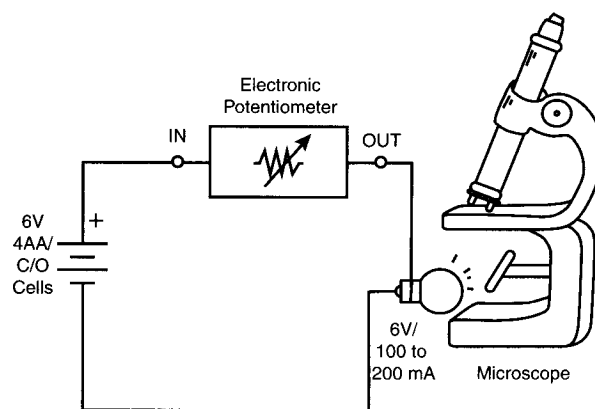 Electronic
Potentiometer
IN
OUT
+
6V
4AA/
C/O
Cells
6V/
100 to
200 mA
Microscope